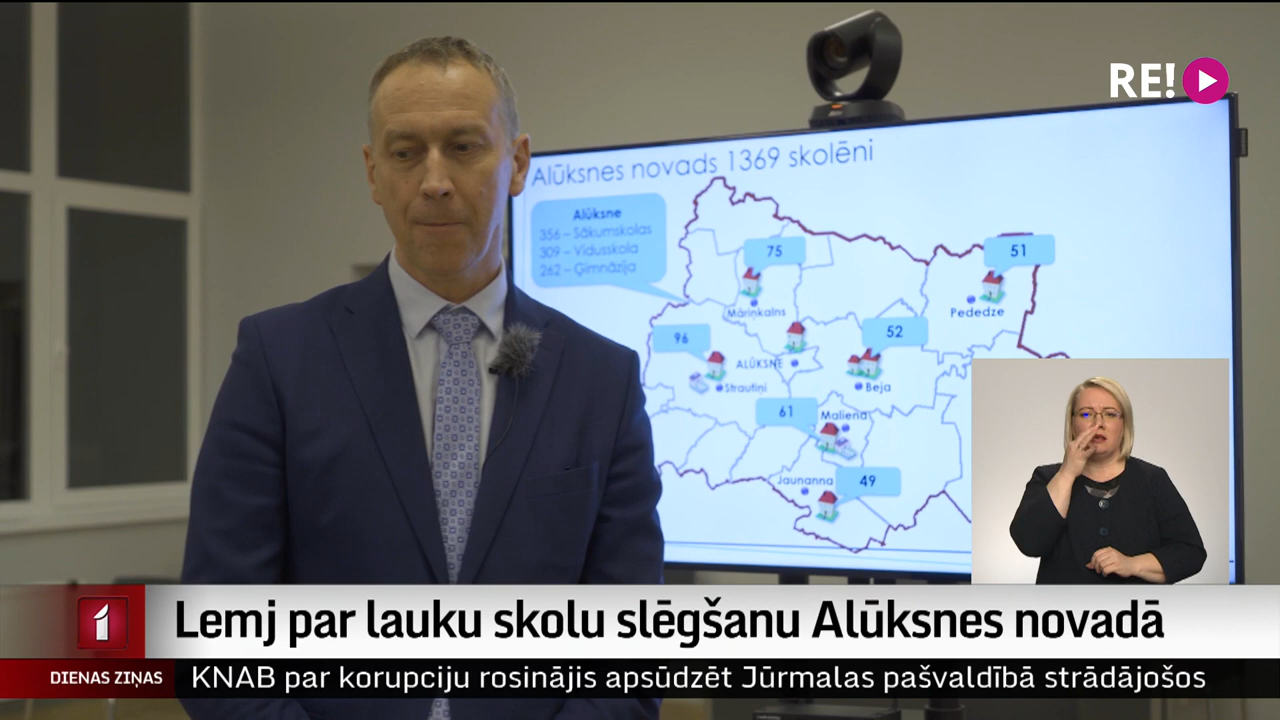 RE!
Alūksnes novads 1369 skolēni
Alūksne
356 – Sākumskolas
309 – Vidusskola
262 – Ģimnāzija
75
51
Māriņkalns
Pededze
96
52
ALŪKSNE
Strautiņi
Beja
61
Maliena
Jaunanna
49
1
Lemj par lauku skolu slēgšanu Alūksnes novadā
DIENAS ZIŅAS
KNAB par korupciju rosinājis apsūdzēt Jūrmalas pašvaldībā strādājošos